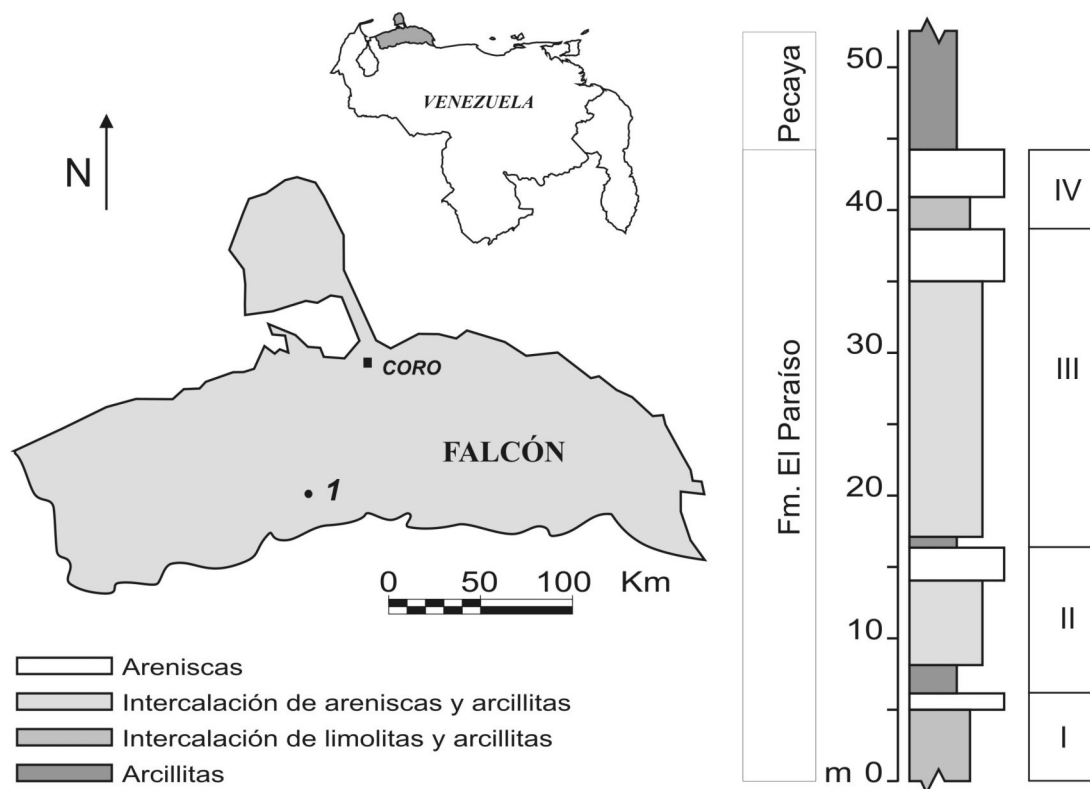 VENEZUELA
N
CORO
FALCÓN
1
0 50 100 Km
Areniscas
Intercalación de areniscas y arcillitas
Intercalación de limolitas y arcillitas
Arcillitas
Pecaya
Fm. El Paraíso
50
40
30
20
10
m 0
IV
III
II
I